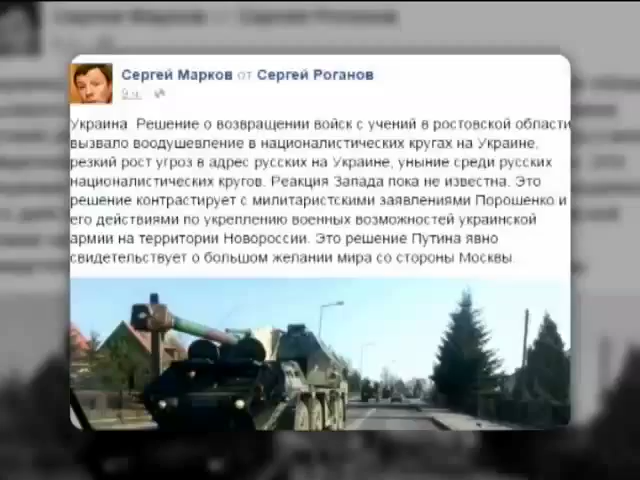 Сергей Марков от Сергей Роганов
9 ч.
Украина Решение о возвращении войск с учений в ростовской области
вызвало воодушевление в националистических кругах на Украине,
резкий рост угроз в адрес русских на Украине, уныние среди русских
националистических кругов. Реакция Запада пока не известна. Это
решение контрастирует с милитаристскими заявлениями Порошенко и
его действиями по укреплению военных возможностей украинской
армии на территории Новороссии. Это решение Путина явно
свидетельствует о большом желании мира со стороны Москвы.